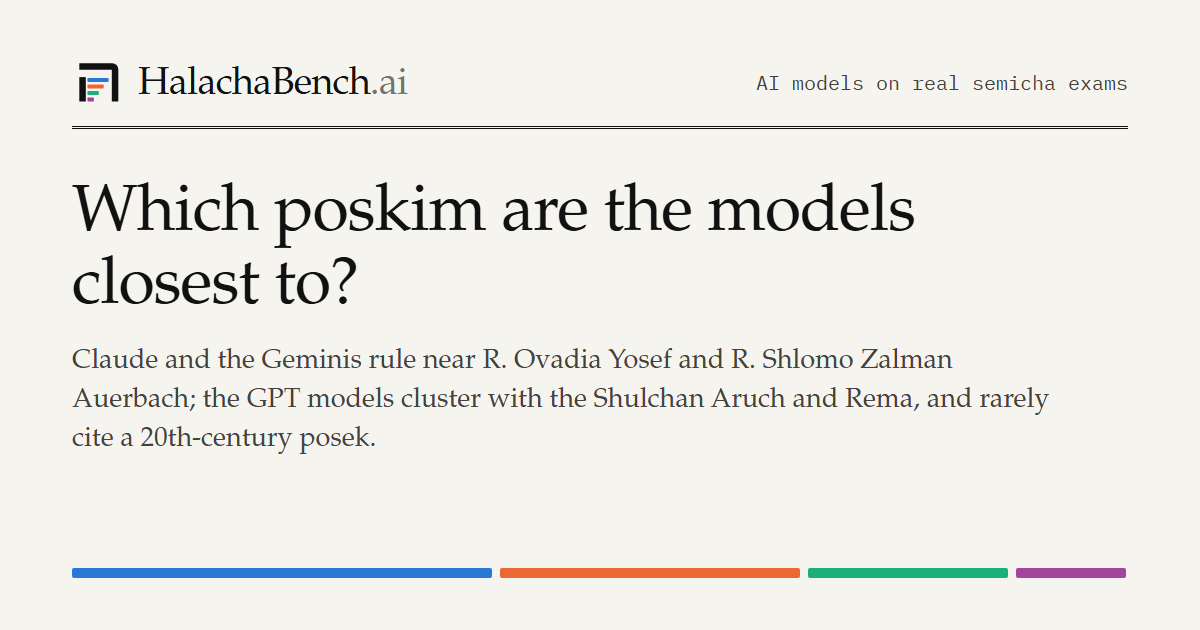 HalachaBench.ai
AI models on real semicha exams
Which poskim are the models
closest to?
Claude and the Geminis rule near R. Ovadia Yosef and R. Shlomo Zalman
Auerbach; the GPT models cluster with the Shulchan Aruch and Rema, and rarely
cite a 20th-century posek.